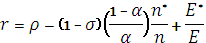 r = ρ − (1 − σ)((1 − α)/α) n*/n + E*/E